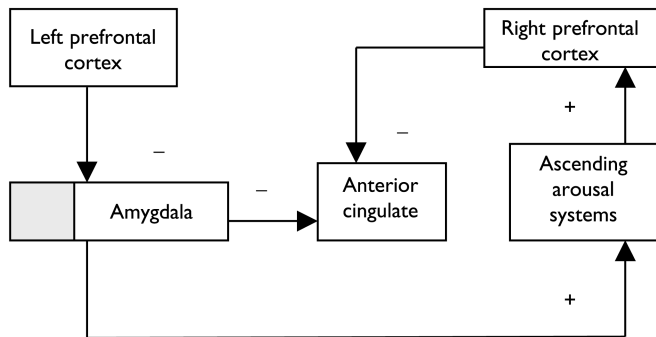 Left prefrontal
cortex
Right prefrontal
cortex
+
–
–
–
Amygdala
Anterior
cingulate
Ascending
arousal
systems
+